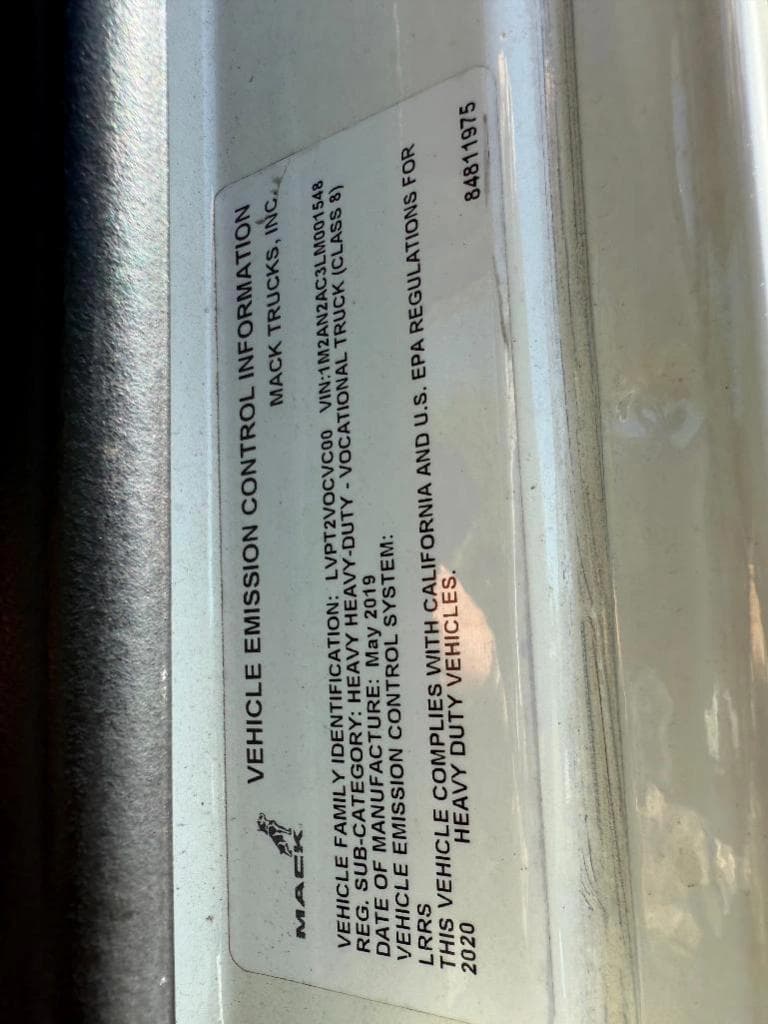 VEHICLE EMISSION CONTROL INFORMATION
MACK TRUCKS, INC.
MACK
VEHICLE FAMILY IDENTIFICATION: LVPT2VOCVC00 VIN:1M2AN2AC3LM001548
REG. SUB-CATEGORY: HEAVY HEAVY-DUTY - VOCATIONAL TRUCK (CLASS 8)
DATE OF MANUFACTURE: May 2019
VEHICLE EMISSION CONTROL SYSTEM:
LRRS
THIS VEHICLE COMPLIES WITH CALIFORNIA AND U.S. EPA REGULATIONS FOR
2020 HEAVY DUTY VEHICLES.
84811975